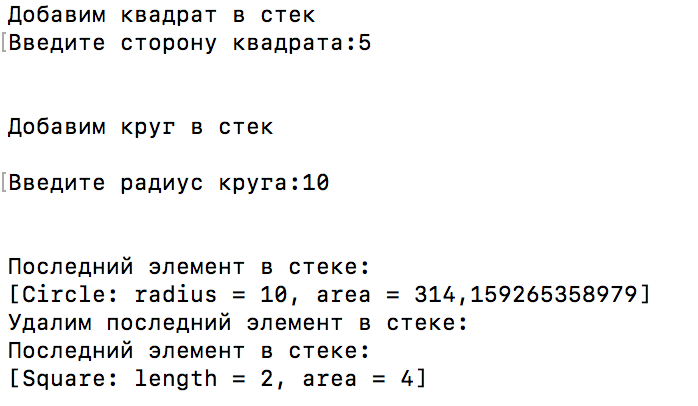 Добавим квадрат в стек
[Введите сторону квадрата:5
Добавим круг в стек
[Введите радиус круга:10
Последний элемент в стеке:
[Circle: radius = 10, area = 314,159265358979]
Удалим последний элемент в стеке:
Последний элемент в стеке:
[Square: length = 2, area = 4]